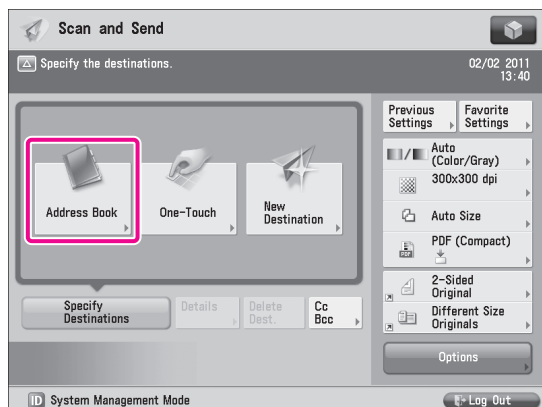 Scan and Send
Specify the destinations.
02/02 2011
13:40
Previous
Settings
Favorite
Settings
Auto
(Color/Gray)
300x300 dpi
Address Book
One-Touch
New
Destination
Auto Size
PDF
PDF (Compact)
2-Sided
Original
Different Size
Originals
Specify
Destinations
Details
Delete
Dest.
Cc
Bcc
Options
ID System Management Mode
Log Out